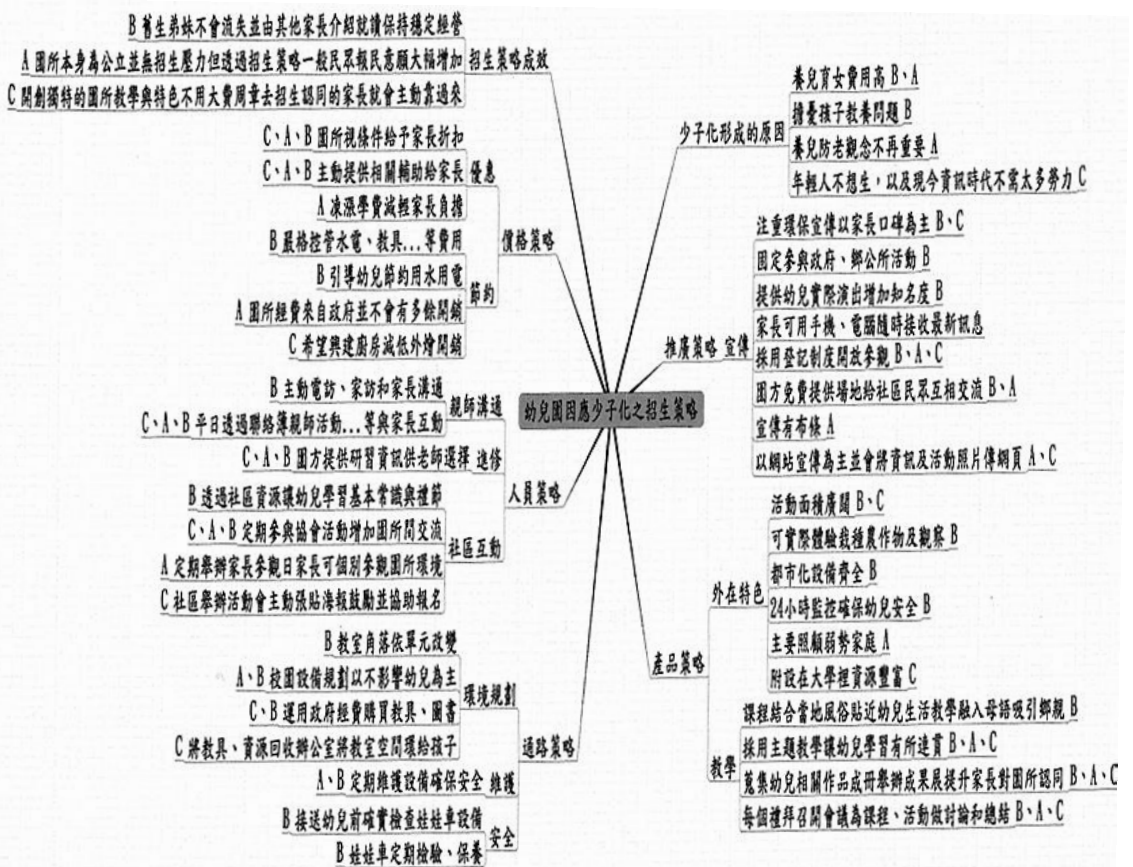 幼兒園因應少子化之招生策略
少子化形成的原因
養兒育女費用高 B、A
擔憂孩子教養問題 B
養兒防老觀念不再重要 A
年輕人不想生，以及現今資訊時代不需太多勞力 C
推廣策略 宣傳
注重環保宣傳以家長口碑為主 B、C
固定參與政府、鄉公所活動 B
提供幼兒實際演出增加知名度 B
家長可用手機、電腦隨時接收最新訊息
採用登記制度開放參觀 B、A、C
園方免費提供場地給社區民眾互相交流 B、A
宣傳有布條 A
以網站宣傳為主並會將資訊及活動照片傳網頁 A、C
產品策略
外在特色
活動面積廣闊 B、C
可實際體驗栽種農作物及觀察 B
都市化設備齊全 B
24小時監控確保幼兒安全 B
主要照顧弱勢家庭 A
附設在大學裡資源豐富 C
教學
課程結合當地風俗貼近幼兒生活教學融入母語吸引鄉親 B
採用主題教學讓幼兒學習有所連貫 B、A、C
蒐集幼兒相關作品成冊舉辦成果展提升家長對園所認同 B、A、C
每個禮拜召開會議為課程、活動做討論和總結 B、A、C
招生策略成效
B 舊生弟妹不會流失並由其他家長介紹就讀保持穩定經營
A 園所本身為公立並無招生壓力但透過招生策略一般民眾報民意願大幅增加
C 開創獨特的園所教學與特色不用大費周章去招生認同的家長就會主動靠過來
價格策略
優惠
C、A、B 園所視條件給予家長折扣
C、A、B 主動提供相關輔助給家長
A 凍漲學費減輕家長負擔
節約
B 嚴格控管水電、教具...等費用
B 引導幼兒節約用水用電
A 園所經費來自政府並不會有多餘開銷
C 希望興建廚房減低外燴開銷
人員策略
親師溝通
B 主動電訪、家訪和家長溝通
C、A、B 平日透過聯絡簿親師活動...等與家長互動
進修
C、A、B 園方提供研習資訊供老師選擇
社區互動
B 透過社區資源讓幼兒學習基本常識與禮節
C、A、B 定期參與協會活動增加園所間交流
A 定期舉辦家長參觀日家長可個別參觀園所環境
C 社區舉辦活動會主動張貼海報鼓勵並協助報名
通路策略
環境規劃
B 教室角落依單元改變
A、B 校園設備規劃以不影響幼兒為主
C、B 運用政府經費購買教具、圖書
C 將教具、資源回收辦公室將教室空間環給孩子
維護
A、B 定期維護設備確保安全
安全
B 接送幼兒前確實檢查娃娃車設備
B 娃娃車定期檢驗、保養